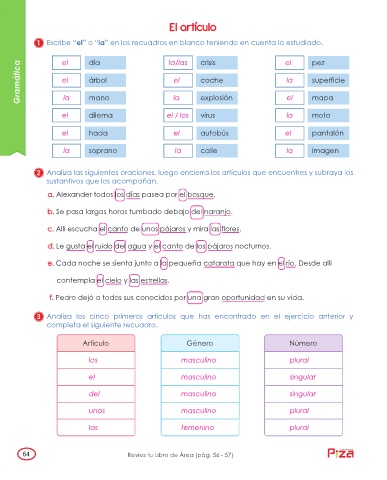 El artículo
1 Escribe "el" o "la" en los recuadros en blanco teniendo en cuenta lo estudiado.
el día la/las crisis el pez
el árbol el coche la superficie
la mano la explosión el mapa
el dilema el / los virus la moto
el hada el autobús el pantalón
la soprano la calle la imagen
Gramática
2 Analiza las siguientes oraciones, luego encierra los artículos que encuentres y subraya los
sustantivos que los acompañan.
a. Alexander todos los días pasea por el bosque.
b. Se pasa largas horas tumbado debajo del naranjo.
c. Allí escucha el canto de unos pájaros y mira las flores.
d. Le gusta el ruido del agua y el canto de los pájaros nocturnos.
e. Cada noche se sienta junto a la pequeña catarata que hay en el río. Desde allí
contempla el cielo y las estrellas.
f. Pedro dejó a todos sus conocidos por una gran oportunidad en su vida.
3 Analiza los cinco primeros artículos que has encontrado en el ejercicio anterior y
completa el siguiente recuadro.
Artículo Género Número
los masculino plural
el masculino singular
del masculino singular
unos masculino plural
las femenino plural
64 Revisa tu Libro de Área (pág. 56 - 57)